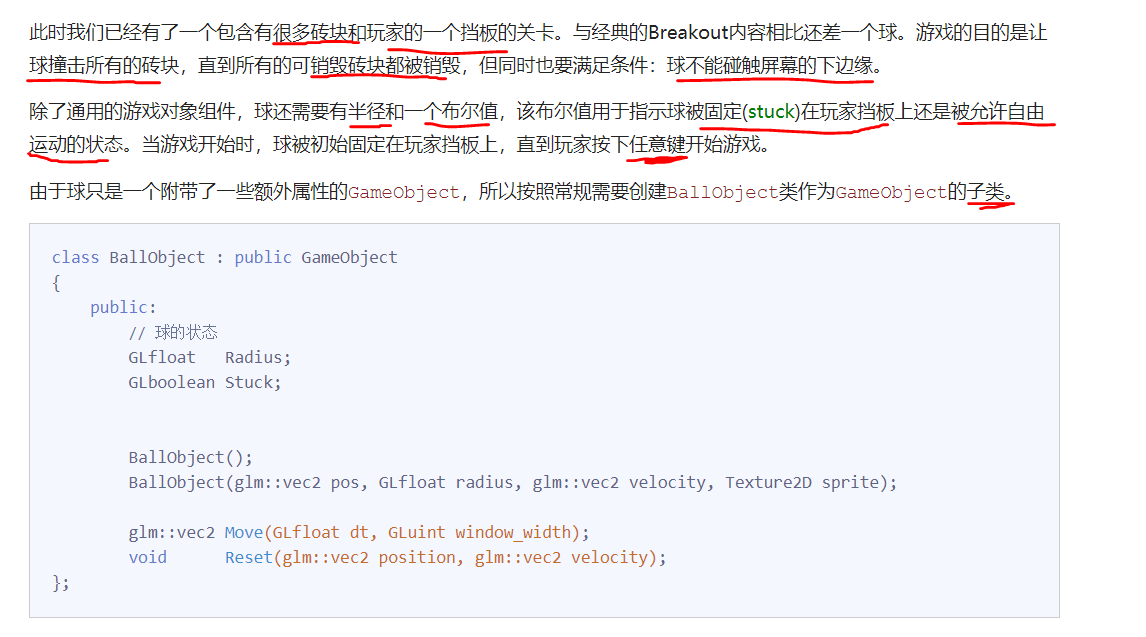 此时我们已经有了一个包含有很多砖块和玩家的一个挡板的关卡。与经典的Breakout内容相比还差一个球。游戏的目的是让
球撞击所有的砖块，直到所有的可销毁砖块都被销毁，但同时也要满足条件：球不能碰触屏幕的下边缘。
除了通用的游戏对象组件，球还需要有半径和一个布尔值，该布尔值用于指示球被固定(stuck)在玩家挡板上还是被允许自由
运动的状态。当游戏开始时，球被初始固定在玩家挡板上，直到玩家按下任意键开始游戏。
由于球只是一个附带了一些额外属性的GameObject，所以按照常规需要创建BallObject类作为GameObject的子类。
class BallObject : public GameObject
{
public:
// 球的状态
GLfloat Radius;
GLboolean Stuck;
BallObject();
BallObject(glm::vec2 pos, GLfloat radius, glm::vec2 velocity, Texture2D sprite);
glm::vec2 Move(GLfloat dt, GLuint window_width);
void Reset(glm::vec2 position, glm::vec2 velocity);
};